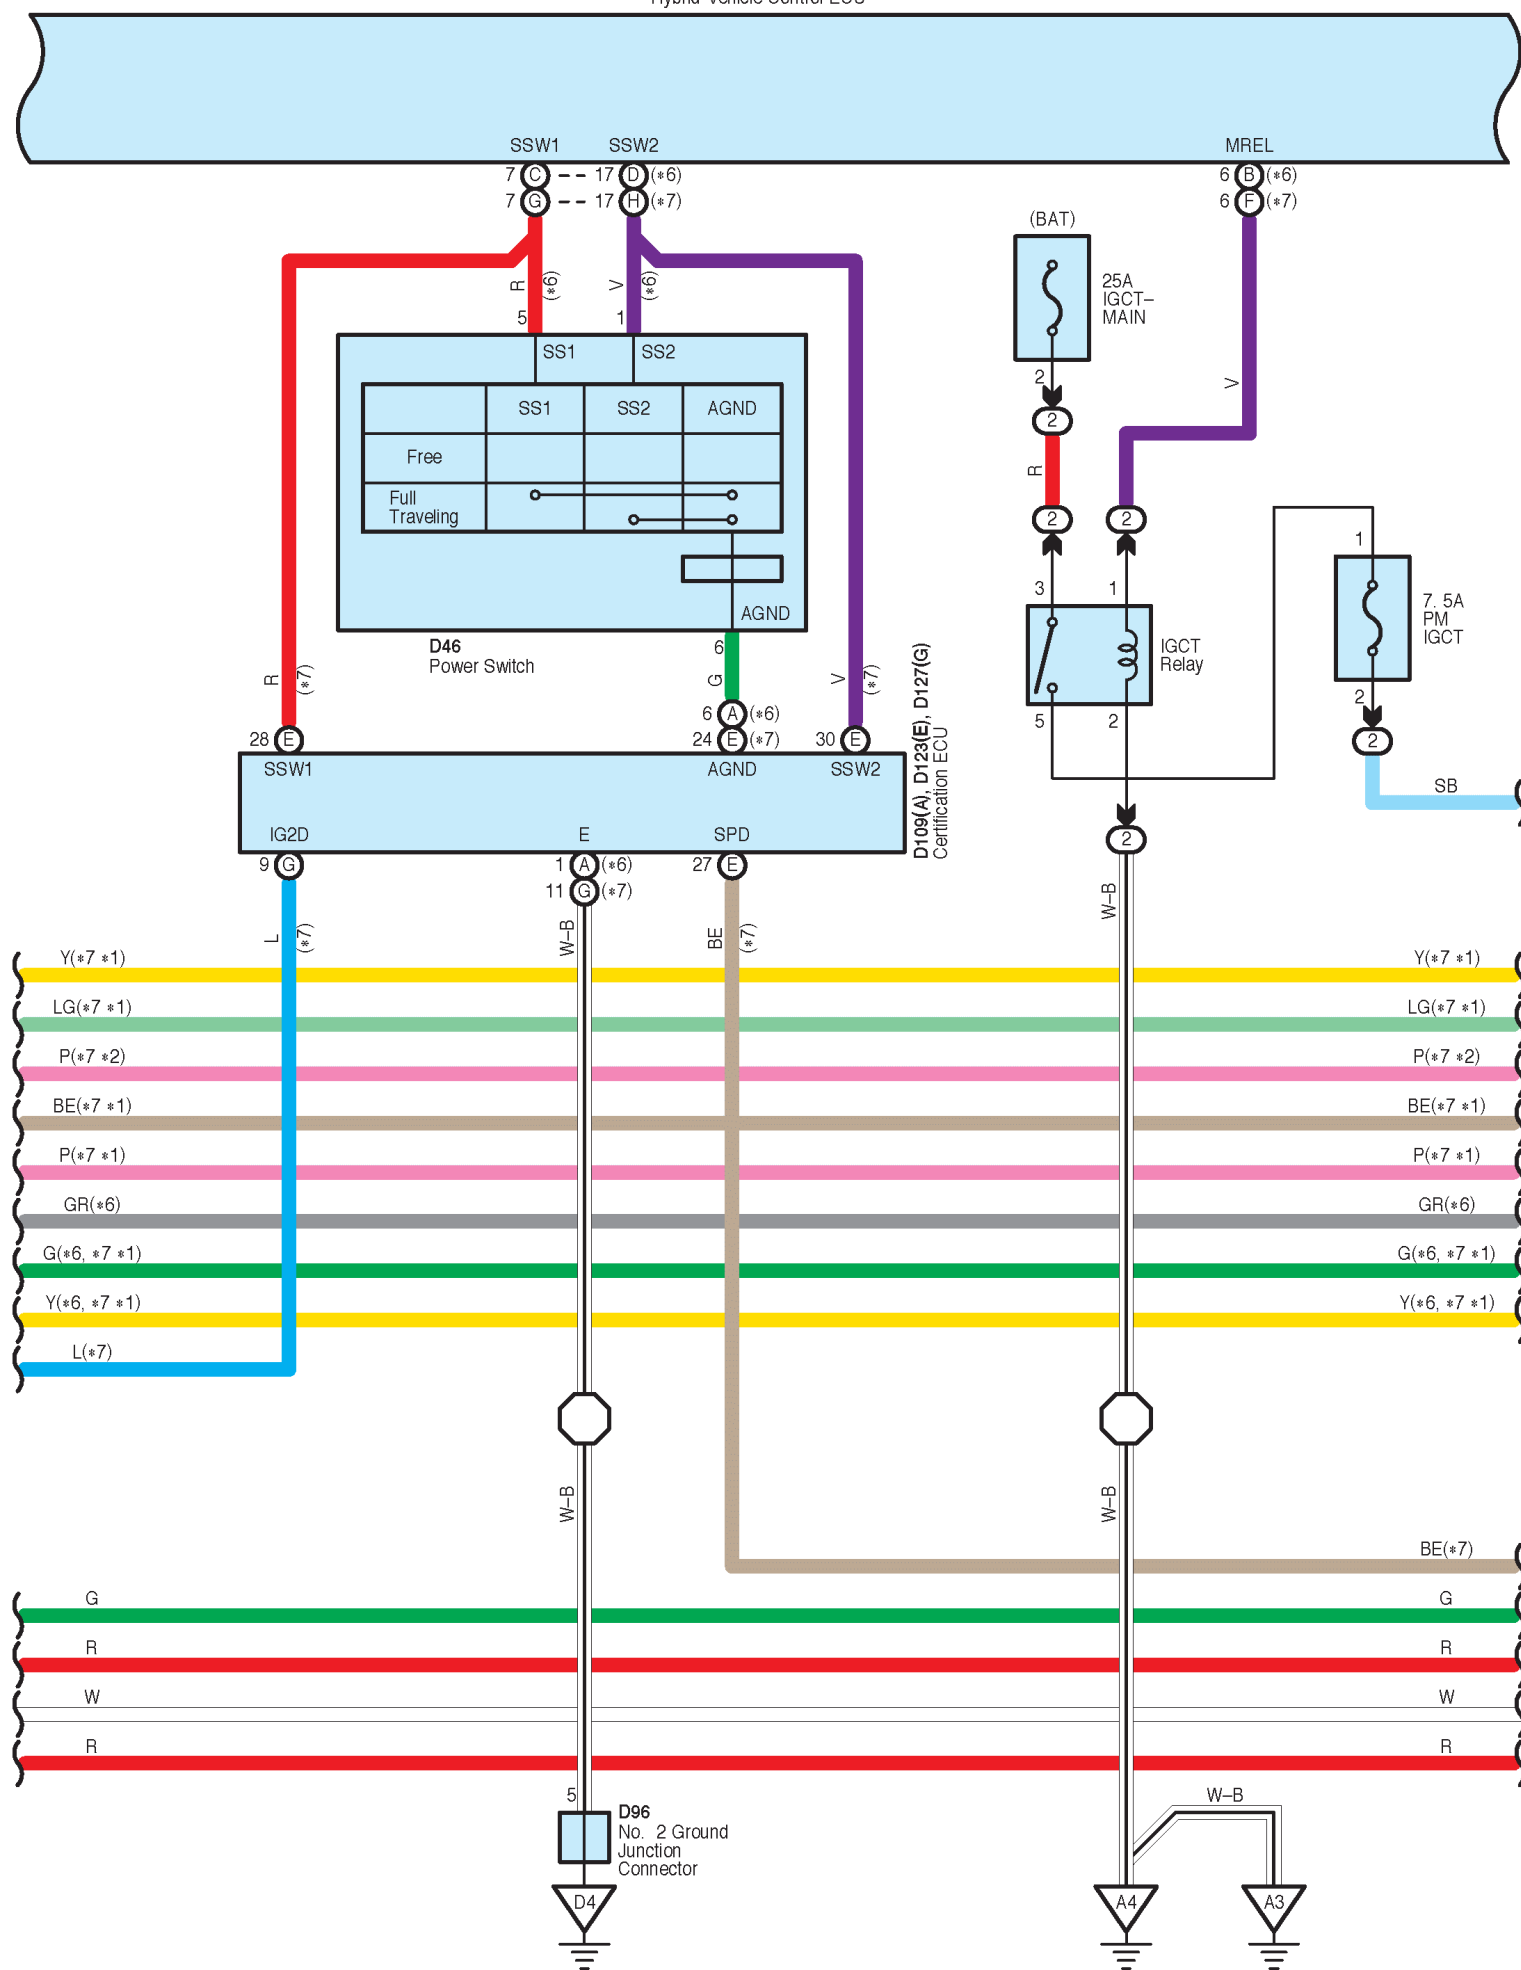 Hybrid Vehicle Control ECU
SSW1
SSW2
MREL
7 C
17 D (*6)
6 B (*6)
7 G
17 H (*7)
6 F (*7)
(BAT)
25A
IGCT–
MAIN
R
(*6)
V
(*6)
5
1
SS1
SS2
2
2
V
SS1
SS2
AGND
Free
Full
Traveling
R
2
2
1
AGND
3
1
7. 5A
PM
IGCT
D46
Power Switch
6
IGCT
Relay
R
(*7)
G
V
(*7)
2
6 A (*6)
5
2
28 E
24 E (*7)
30 E
2
SSW1
AGND
SSW2
D109(A), D123(E), D127(G)
Certification ECU
SB
IG2D
E
SPD
2
9 G
1 A (*6)
27 E
11 G (*7)
W–B
L
(*7)
W–B
BE
(*7)
Y(*7 *1)
Y(*7 *1)
LG(*7 *1)
LG(*7 *1)
P(*7 *2)
P(*7 *2)
BE(*7 *1)
BE(*7 *1)
P(*7 *1)
P(*7 *1)
GR(*6)
GR(*6)
G(*6, *7 *1)
G(*6, *7 *1)
Y(*6, *7 *1)
Y(*6, *7 *1)
L(*7)
W–B
W–B
BE(*7)
G
G
R
R
W
W
R
R
5
W–B
D96
No. 2 Ground
Junction
Connector
D4
A4
A3